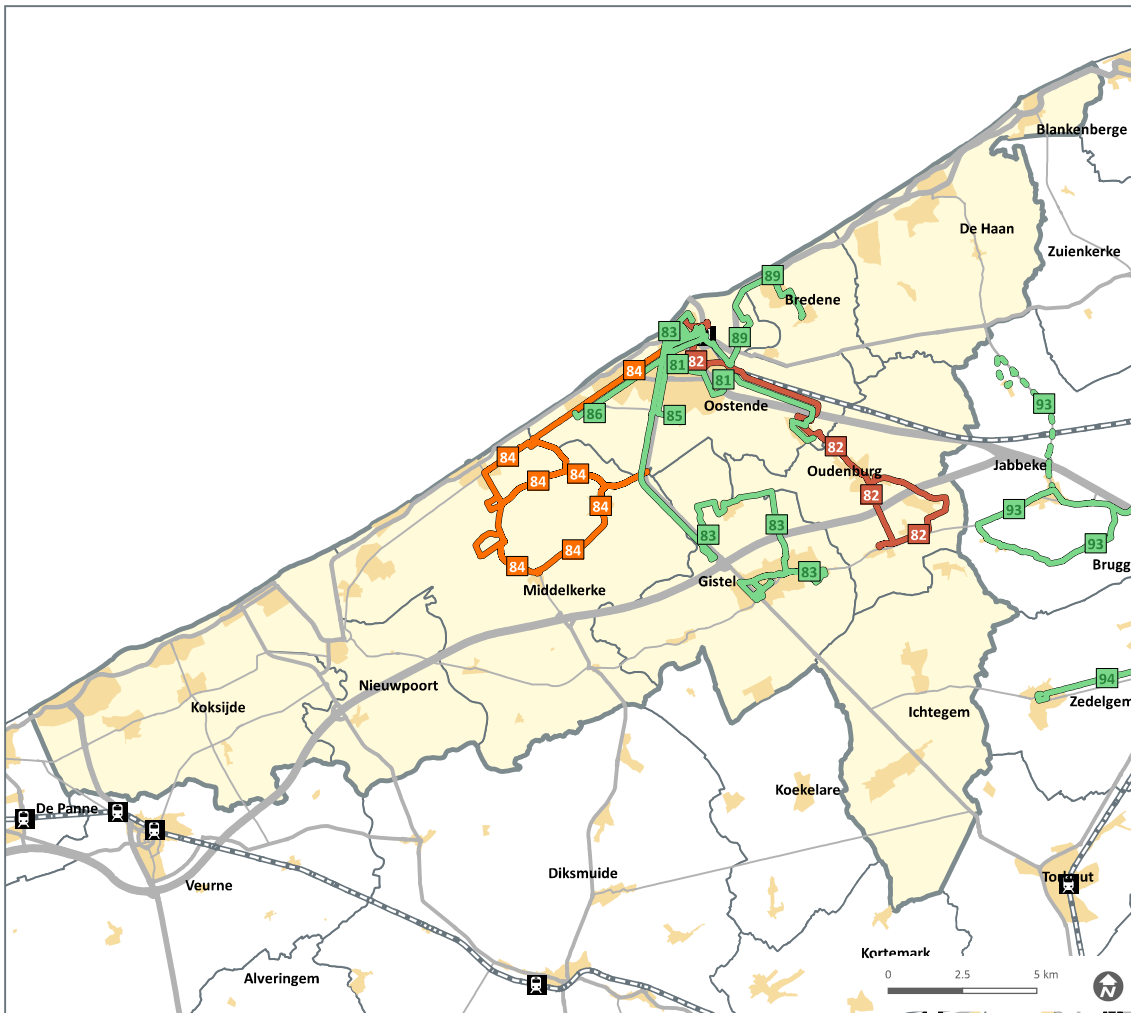 Blankenberge
De Haan
Zuienkerke
89
Bredene
83
89
81
82
84
81
86
85
Oostende
93
82
84
Oudenburg
Jabbeke
84
84
82
84
93
83
83
82
93
84
Brugg
84
83
Gistel
Middelkerke
Nieuwpoort
94
Koksijde
Zedelgem
Ichtegem
Koekelare
De Panne
Diksmuide
Torhout
Veurne
Kortemark
Alveringem
0 2.5 5 km
N